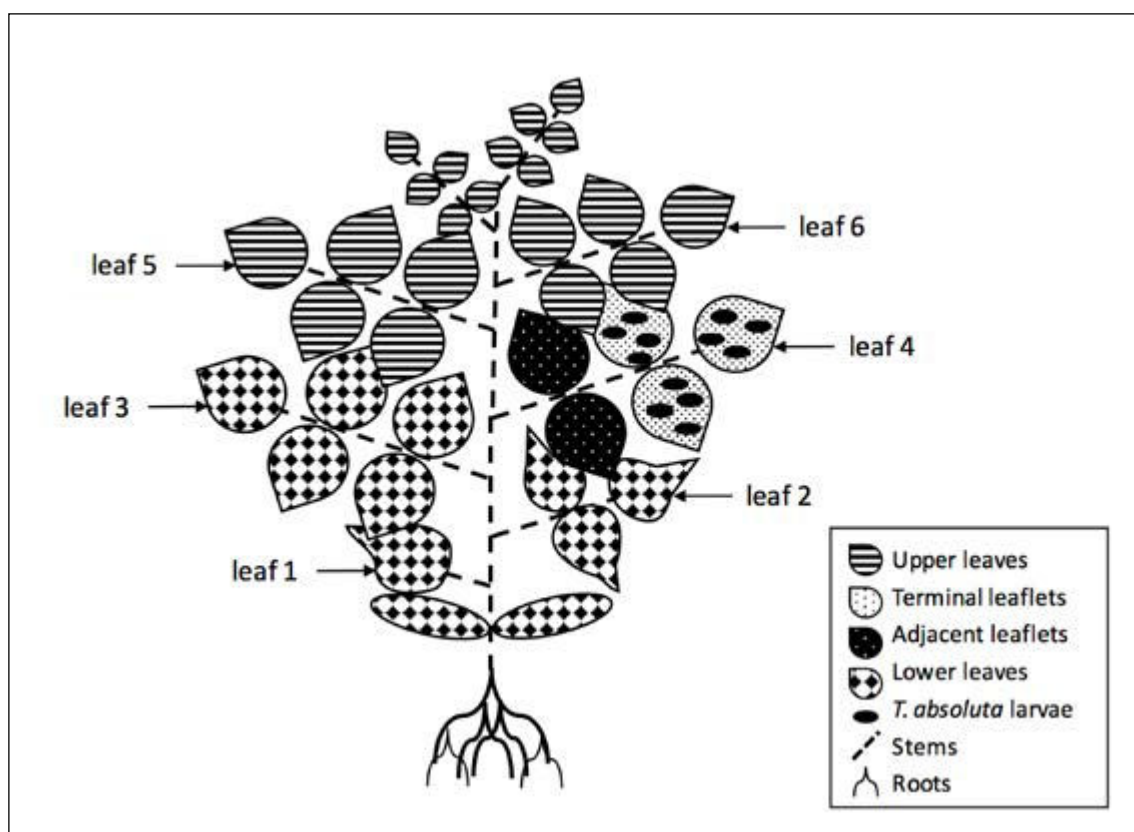 leaf 6
leaf 5
leaf 4
leaf 3
leaf 2
leaf 1
Upper leaves
Terminal leaflets
Adjacent leaflets
Lower leaves
T. absoluta larvae
Stems
Roots